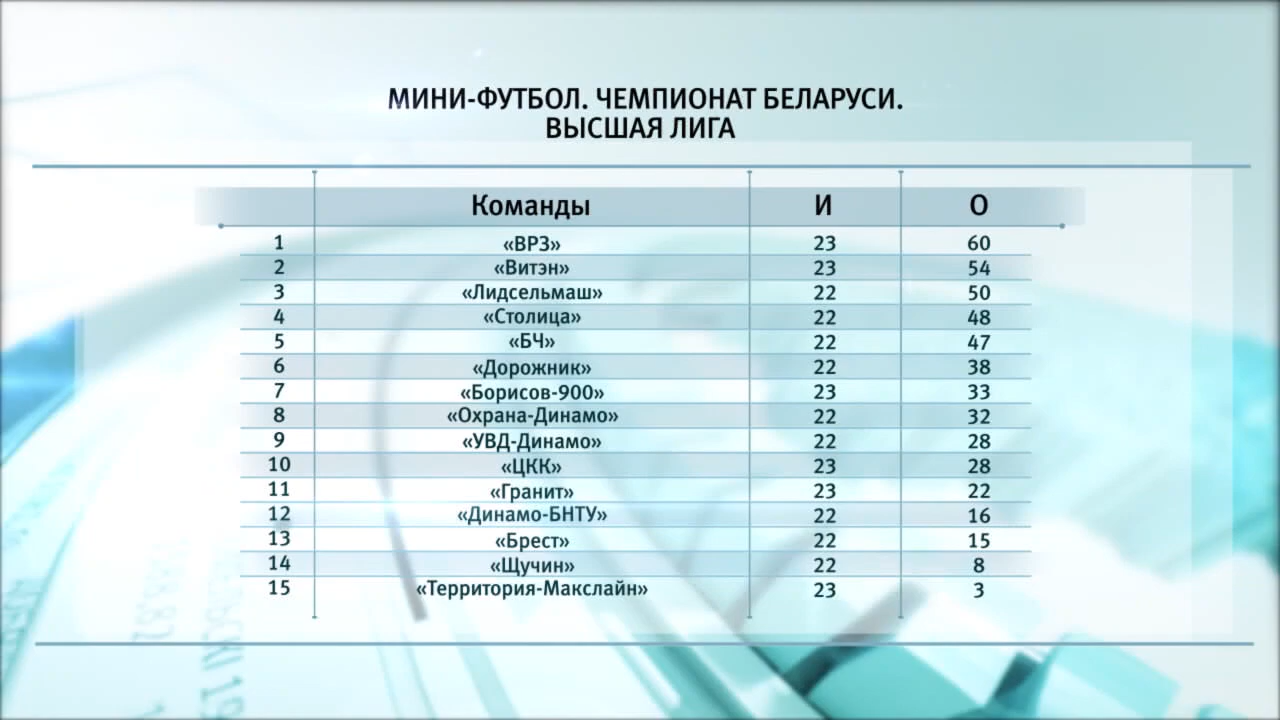 МИНИ-ФУТБОЛ. ЧЕМПИОНАТ БЕЛАРУСИ.
ВЫСШАЯ ЛИГА
Команды И О
1 «ВРЗ» 23 60
2 «Витэн» 23 54
3 «Лидсельмаш» 22 50
4 «Столица» 22 48
5 «БЧ» 22 47
6 «Дорожник» 22 38
7 «Борисов-900» 23 33
8 «Охрана-Динамо» 22 32
9 «УВД-Динамо» 22 28
10 «ЦКК» 23 28
11 «Гранит» 23 22
12 «Динамо-БНТУ» 22 16
13 «Брест» 22 15
14 «Щучин» 22 8
15 «Территория-Макслайн» 23 3